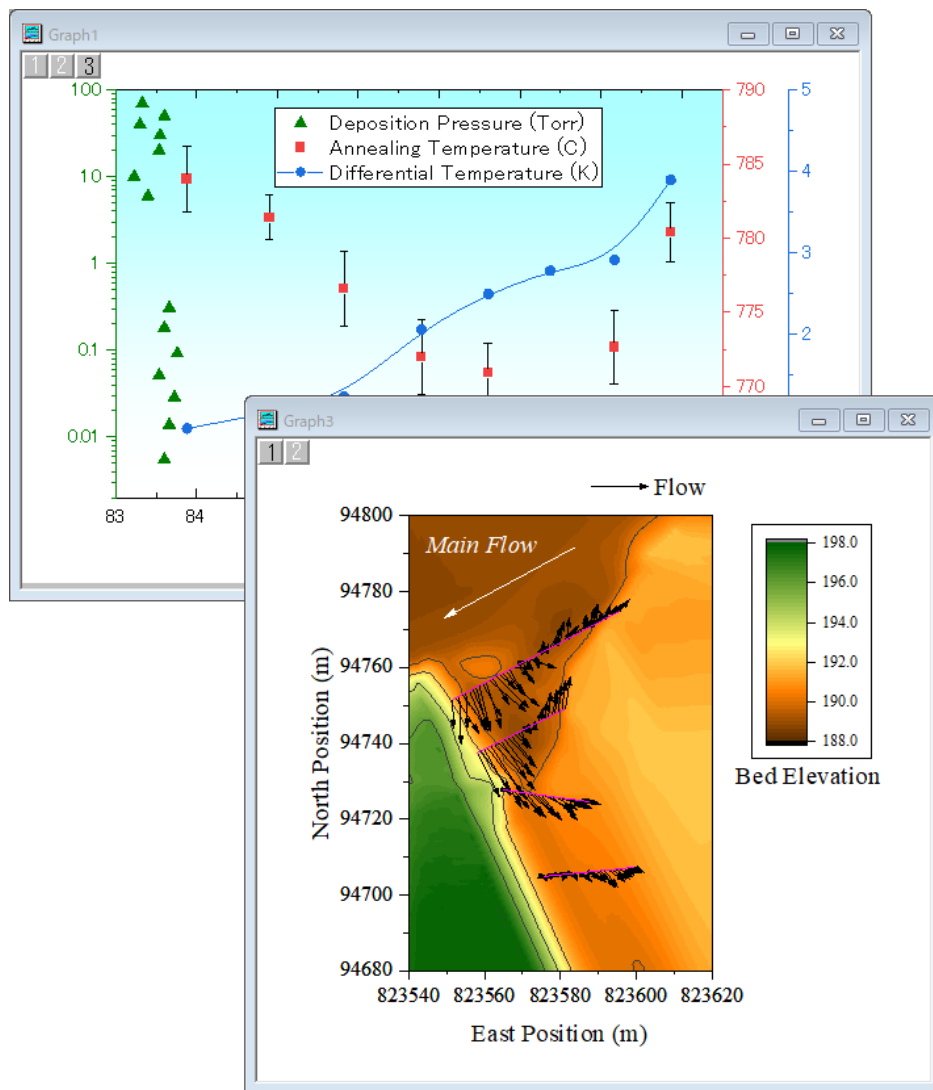 Graph1
1 2 3
Deposition Pressure (Torr)
Annealing Temperature (C)
Differential Temperature (K)
100
10
1
0.1
0.01
790
785
780
775
770
5
4
3
2
83
84
Graph3
1 2
Flow
Main Flow
94800
94780
94760
94740
94720
94700
94680
North Position (m)
823540 823560 823580 823600 823620
East Position (m)
198.0
196.0
194.0
192.0
190.0
188.0
Bed Elevation